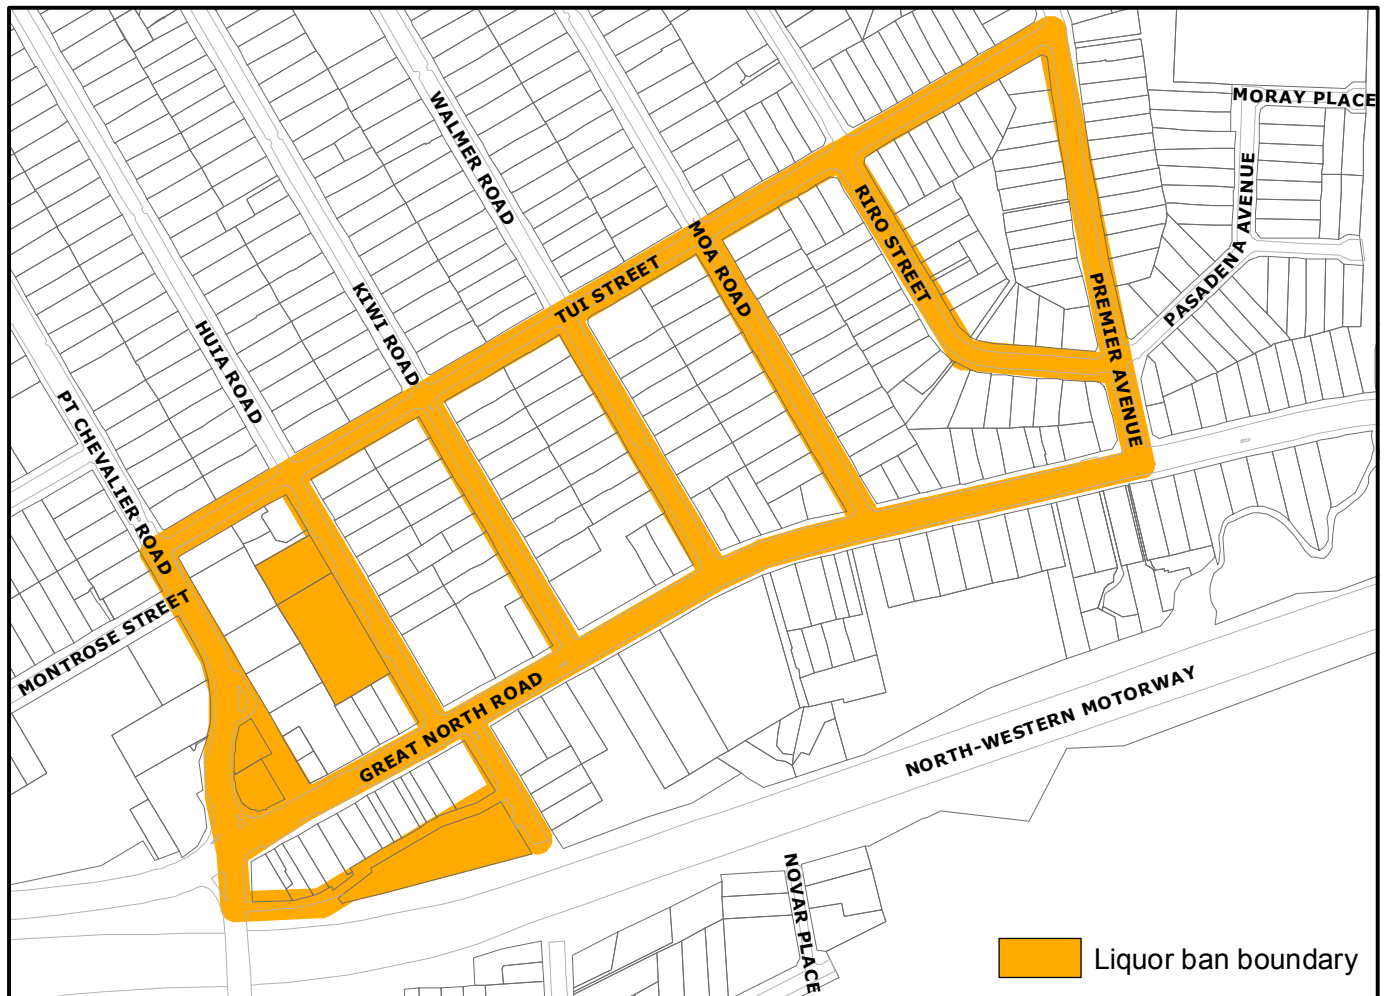 MORAY PLACE
WALMER ROAD
PASADENA AVENUE
RIRO STREET
MOA ROAD
TUI STREET
PREMIER AVENUE
KIWI ROAD
HUIA ROAD
PT CHEVALIER ROAD
MONTROSE STREET
GREAT NORTH ROAD
NORTH-WESTERN MOTORWAY
NOVAR PLACE
Liquor ban boundary